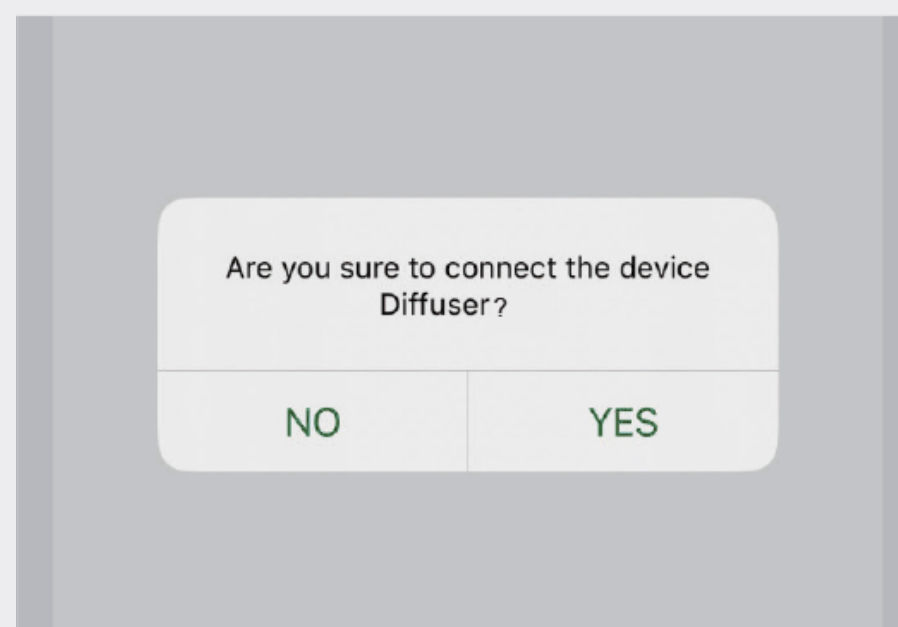 Are you sure to connect the device
Diffuser?
NO
YES